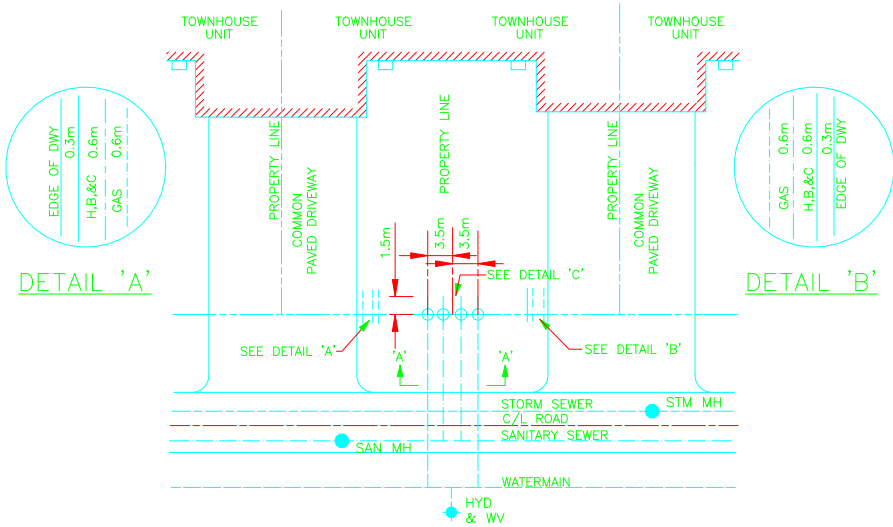 TOWNHOUSE
UNIT
TOWNHOUSE
UNIT
TOWNHOUSE
UNIT
TOWNHOUSE
UNIT
EDGE OF DWY
0.3m
H,B,&C 0.6m
GAS 0.6m
DETAIL 'A'
PROPERTY LINE
COMMON
PAVED DRIVEWAY
PROPERTY LINE
PROPERTY LINE
COMMON
PAVED DRIVEWAY
GAS 0.6m
H,B,&C 0.6m
0.3m
EDGE OF DWY
DETAIL 'B'
1.5m
3.5m
3.5m
SEE DETAIL 'C'
SEE DETAIL 'A'
SEE DETAIL 'B'
'A'
'A'
STORM SEWER
STM MH
C/L ROAD
SANITARY SEWER
SAN MH
WATERMAIN
HYD
& WV